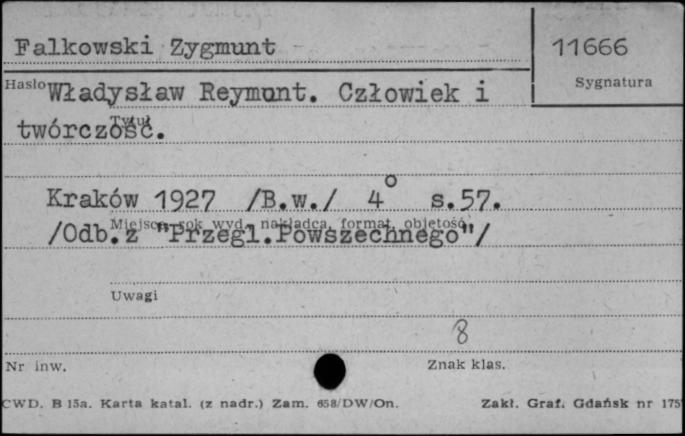 Falkowski Zygmunt 11666
Hasło Władysław Reymont. Człowiek i Sygnatura
twórczość.
Tytuł
Kraków 1927 /B.w./ 4° s.57.
Miejsce, rok wyd., nakładca, format, objętość
/Odb.z "Przegl.Powszechnego"/
Uwagi
8
Nr inw. Znak klas.
CWD. B 15a. Karta katal. (z nadr.) Zam. 658/DW/On. Zakł. Graf. Gdańsk nr 175